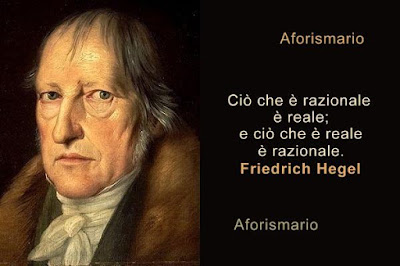 Aforismario
Ciò che è razionale
è reale;
e ciò che è reale
è razionale.
Friedrich Hegel
Aforismario